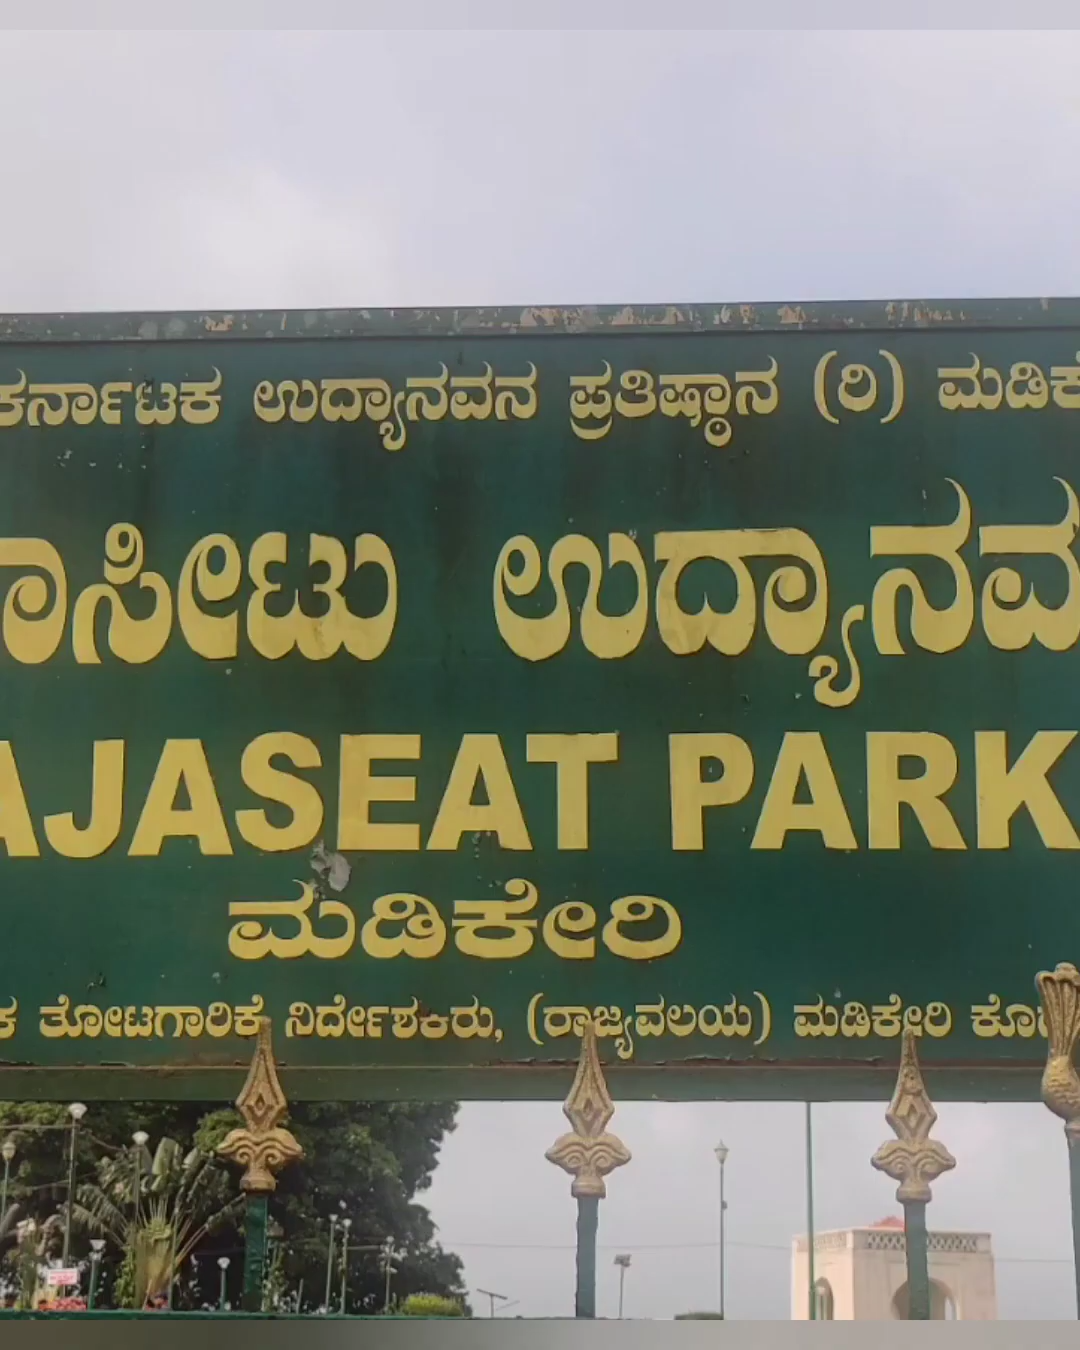 ಕರ್ನಾಟಕ ಉದ್ಯಾನವನ ಪ್ರತಿಷ್ಠಾನ (ರಿ) ಮಡಿಕ
ಾಸೀಟು ಉದ್ಯಾನವ
AJASEAT PARK
ಮಡಿಕೇರಿ
ಕ ತೋಟಗಾರಿಕೆ ನಿರ್ದೇಶಕರು, (ರಾಜ್ಯವಲಯ) ಮಡಿಕೇರಿ ಕೊ